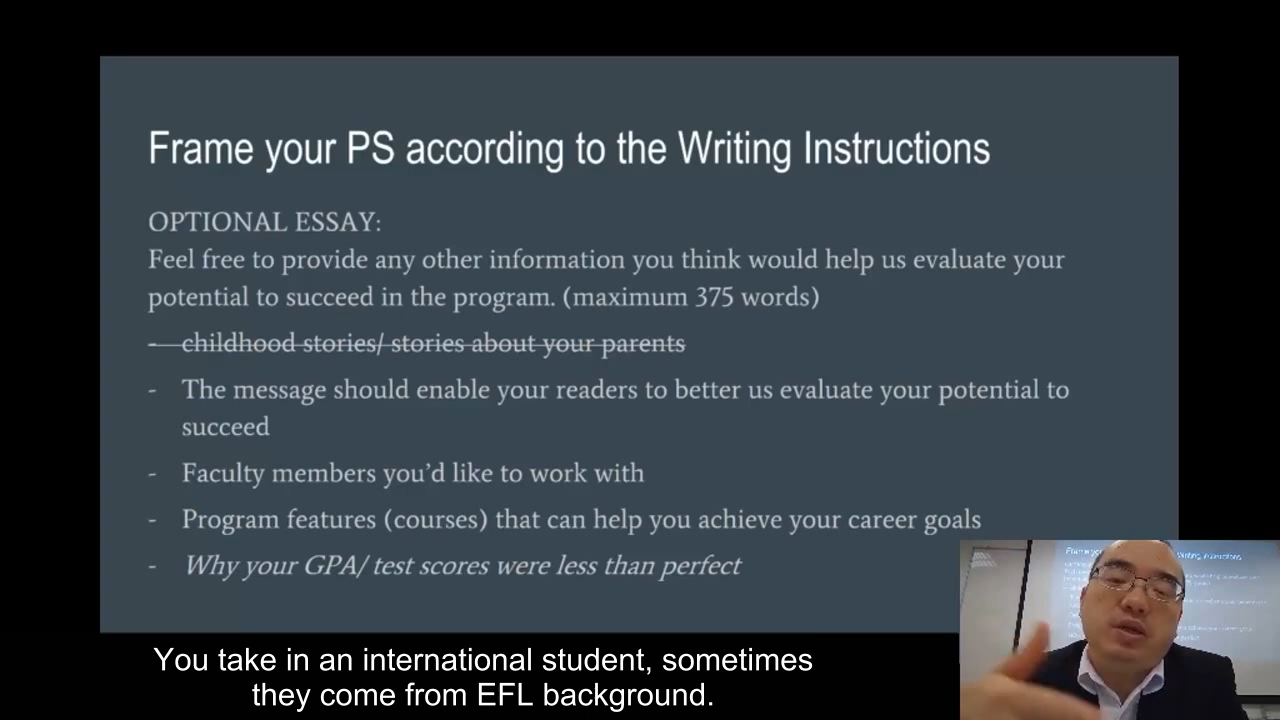 Frame your PS according to the Writing Instructions
OPTIONAL ESSAY:
Feel free to provide any other information you think would help us evaluate your
potential to succeed in the program. (maximum 375 words)
- childhood stories/ stories about your parents
- The message should enable your readers to better us evaluate your potential to
succeed
- Faculty members you'd like to work with
- Program features (courses) that can help you achieve your career goals
- Why your GPA/ test scores were less than perfect
You take in an international student, sometimes
they come from EFL background.